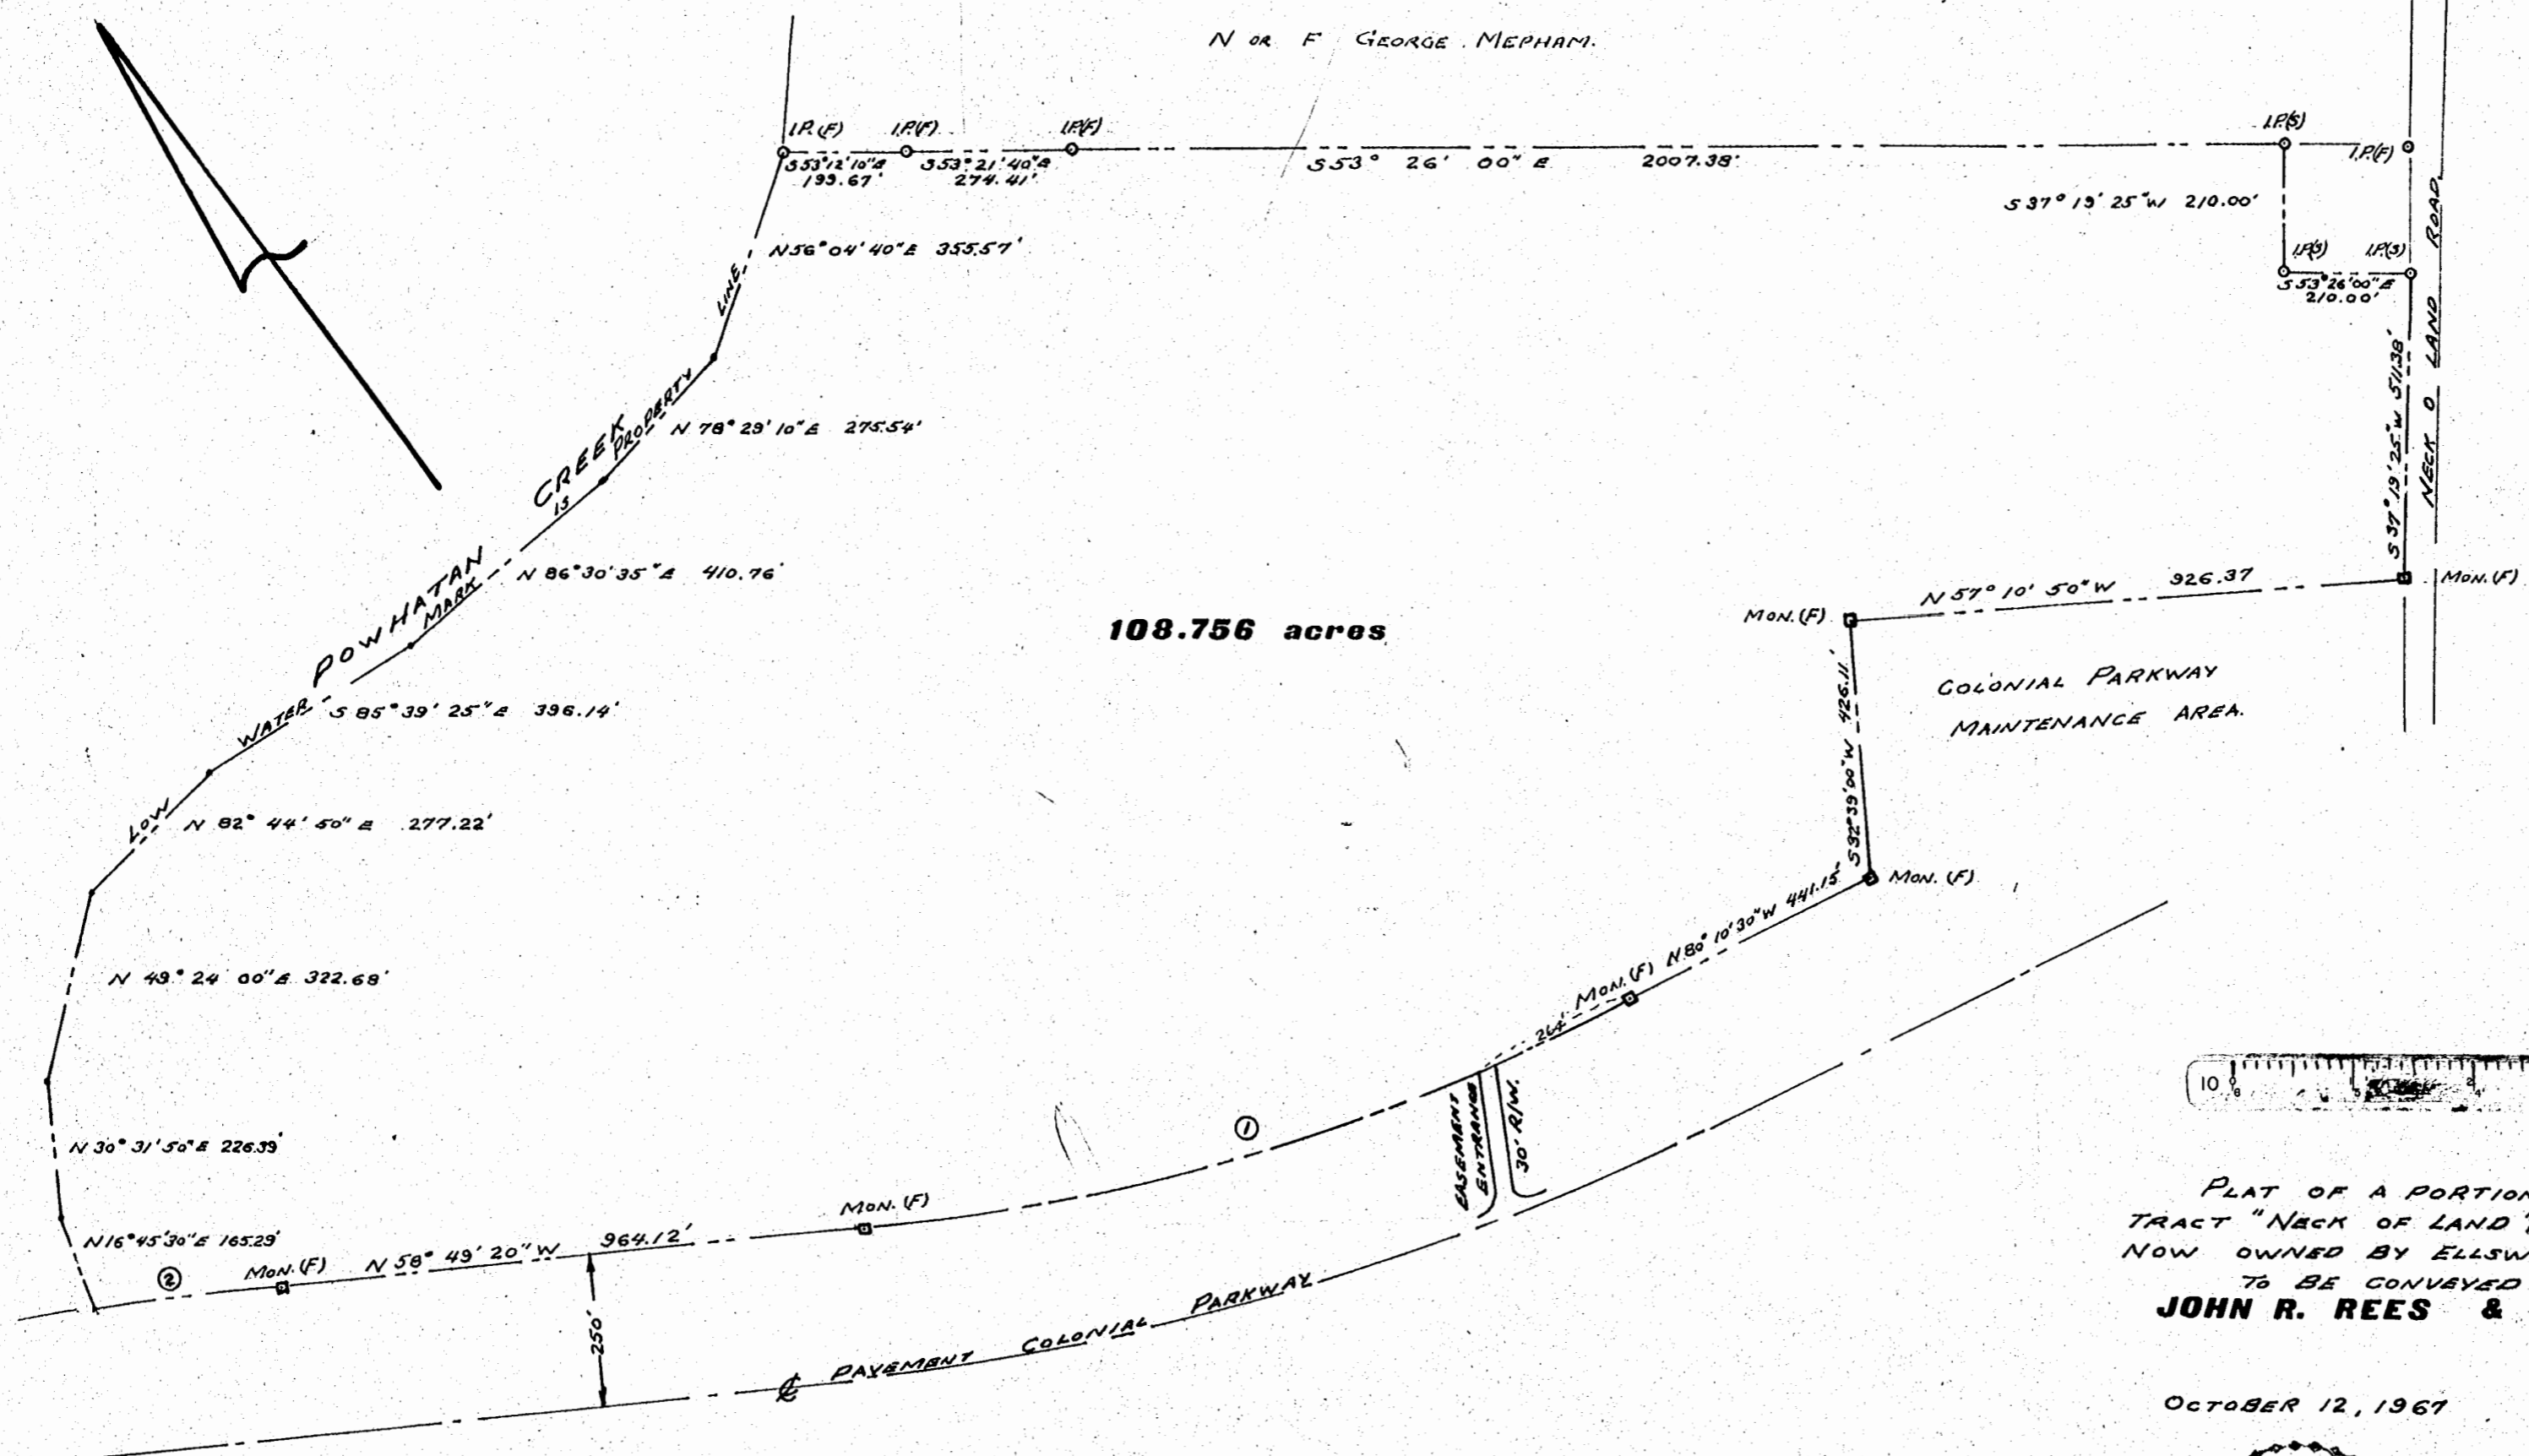 N OR F GEORGE MEPHAM.
I.P.(F) I.P.(F) I.P.(F)
S53°12'10"E
199.67'
S53°21'40"E
274.41'
S53° 26' 00" E 2007.38'
I.P.(S)
I.P.(F)
S 37° 19' 25" W 210.00'
I.P.(S) I.P.(S)
S 53°26'00"E
210.00'
NECK O LAND ROAD
S 37° 19' 25" W 511.38'
N56°04'40"E 355.57'
N 78° 29' 10"E 275.54'
N 86°30'35"E 410.76'
S 85°39' 25"E 396.14'
N 82° 44' 50" E 277.22'
N 49° 24' 00"E 322.68'
N 30° 31' 50"E 226.39'
N16°45'30"E 165.29'
POWHATAN CREEK
LOW WATER MARK IS PROPERTY LINE
108.756 acres
MON. (F)
N 57° 10' 50" W 926.37
MON. (F)
COLONIAL PARKWAY
MAINTENANCE AREA.
S32°39'00"W 426.11'
MON. (F)
N80°10'30"W 441.15'
MON. (F)
264'
EASEMENT
ENTRANCE
30' R/W.
①
MON. (F)
N 58° 49' 20" W 964.12'
MON. (F)
②
250'
℄ PAVEMENT COLONIAL PARKWAY
10
PLAT OF A PORTION
TRACT "NECK OF LAND"
NOW OWNED BY ELLSW
TO BE CONVEYED
JOHN R. REES &
OCTOBER 12, 1967